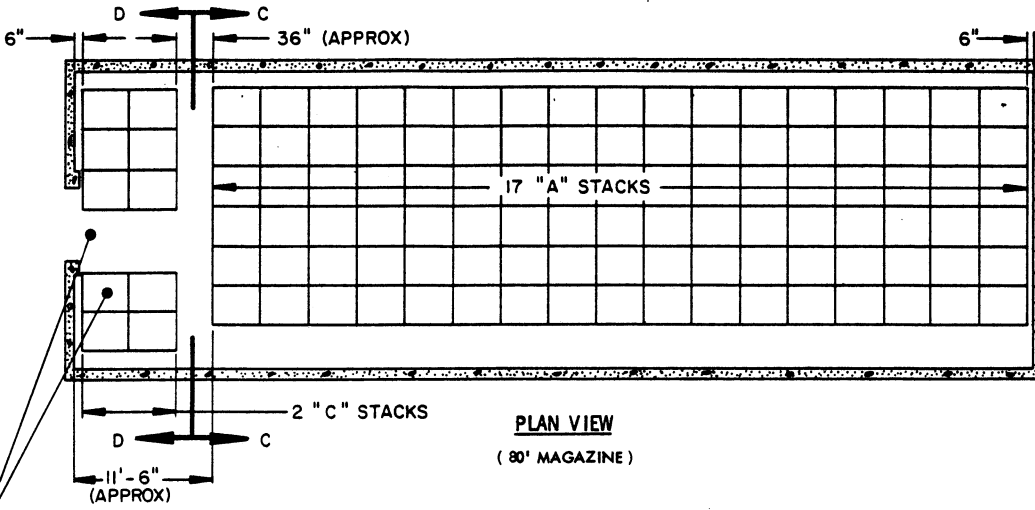 D C
6" 36" (APPROX) 6"
17 "A" STACKS
2 "C" STACKS
D C
PLAN VIEW
( 80' MAGAZINE )
11'-6"
(APPROX)